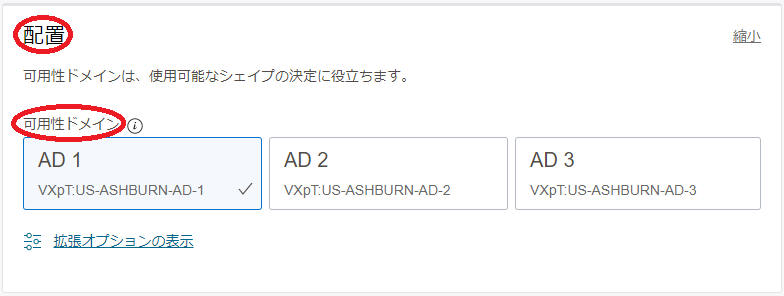 配置
縮小
可用性ドメインは、使用可能なシェイプの決定に役立ちます。
可用性ドメイン i
AD 1
VXpT:US-ASHBURN-AD-1
AD 2
VXpT:US-ASHBURN-AD-2
AD 3
VXpT:US-ASHBURN-AD-3
拡張オプションの表示